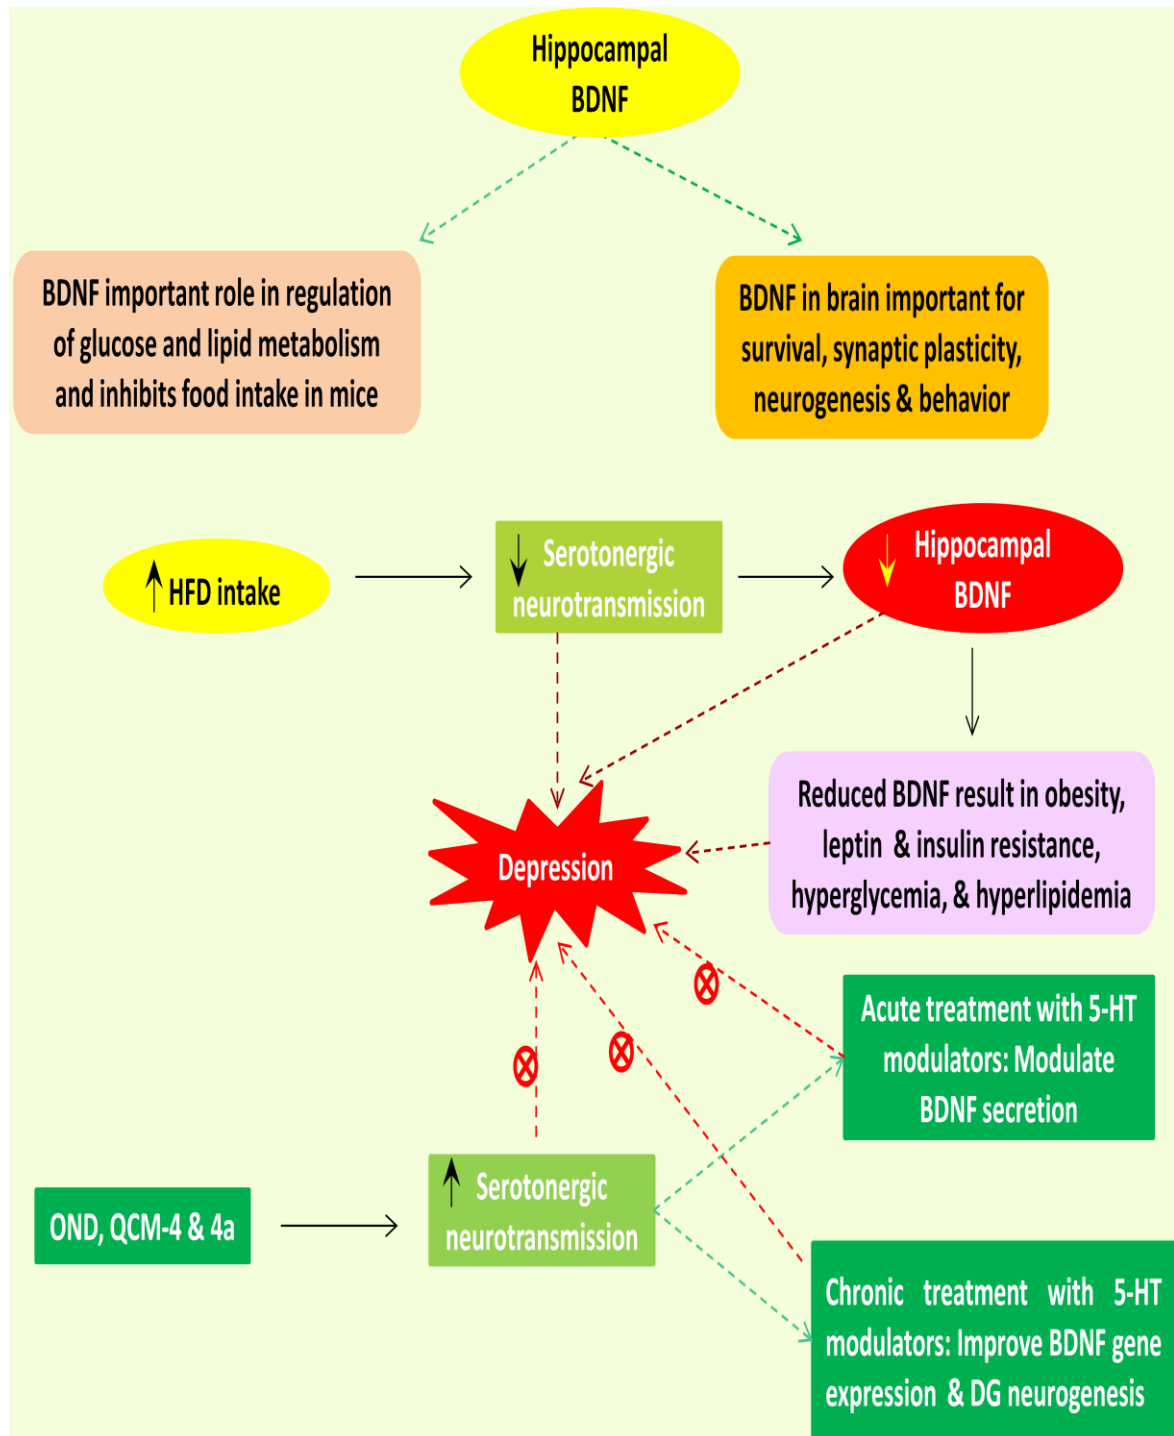 Hippocampal
BDNF
BDNF important role in regulation
of glucose and lipid metabolism
and inhibits food intake in mice
BDNF in brain important for
survival, synaptic plasticity,
neurogenesis & behavior
HFD intake
Serotonergic
neurotransmission
Hippocampal
BDNF
Depression
Reduced BDNF result in obesity,
leptin & insulin resistance,
hyperglycemia, & hyperlipidemia
Acute treatment with 5-HT
modulators: Modulate
BDNF secretion
OND, QCM-4 & 4a
Serotonergic
neurotransmission
Chronic treatment with 5-HT
modulators: Improve BDNF gene
expression & DG neurogenesis